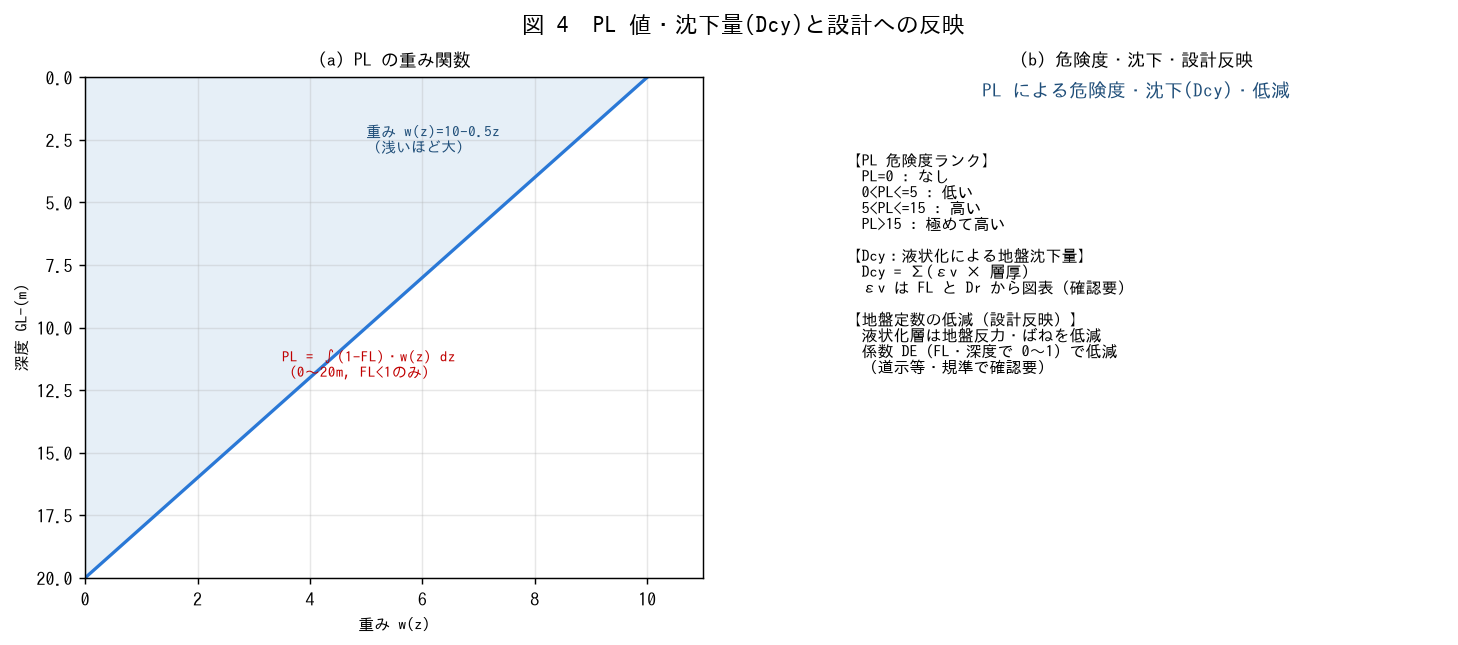 図 4　PL 値・沈下量(Dcy)と設計への反映
(a) PL の重み関数
0.0
2.5
5.0
7.5
10.0
12.5
15.0
17.5
20.0
深度 GL-(m)
重み w(z)=10-0.5z
（浅いほど大）
PL = ∫(1-FL)・w(z) dz
(0〜20m, FL<1のみ)
0
2
4
6
8
10
重み w(z)
(b) 危険度・沈下・設計反映
PL による危険度・沈下(Dcy)・低減
【PL 危険度ランク】
PL=0 : なし
0<PL<=5 : 低い
5<PL<=15 : 高い
PL>15 : 極めて高い
【Dcy：液状化による地盤沈下量】
Dcy = Σ(εv × 層厚)
εv は FL と Dr から図表（確認要）
【地盤定数の低減（設計反映）】
液状化層は地盤反力・ばねを低減
係数 DE（FL・深度で 0〜1）で低減
（道示等・規準で確認要）